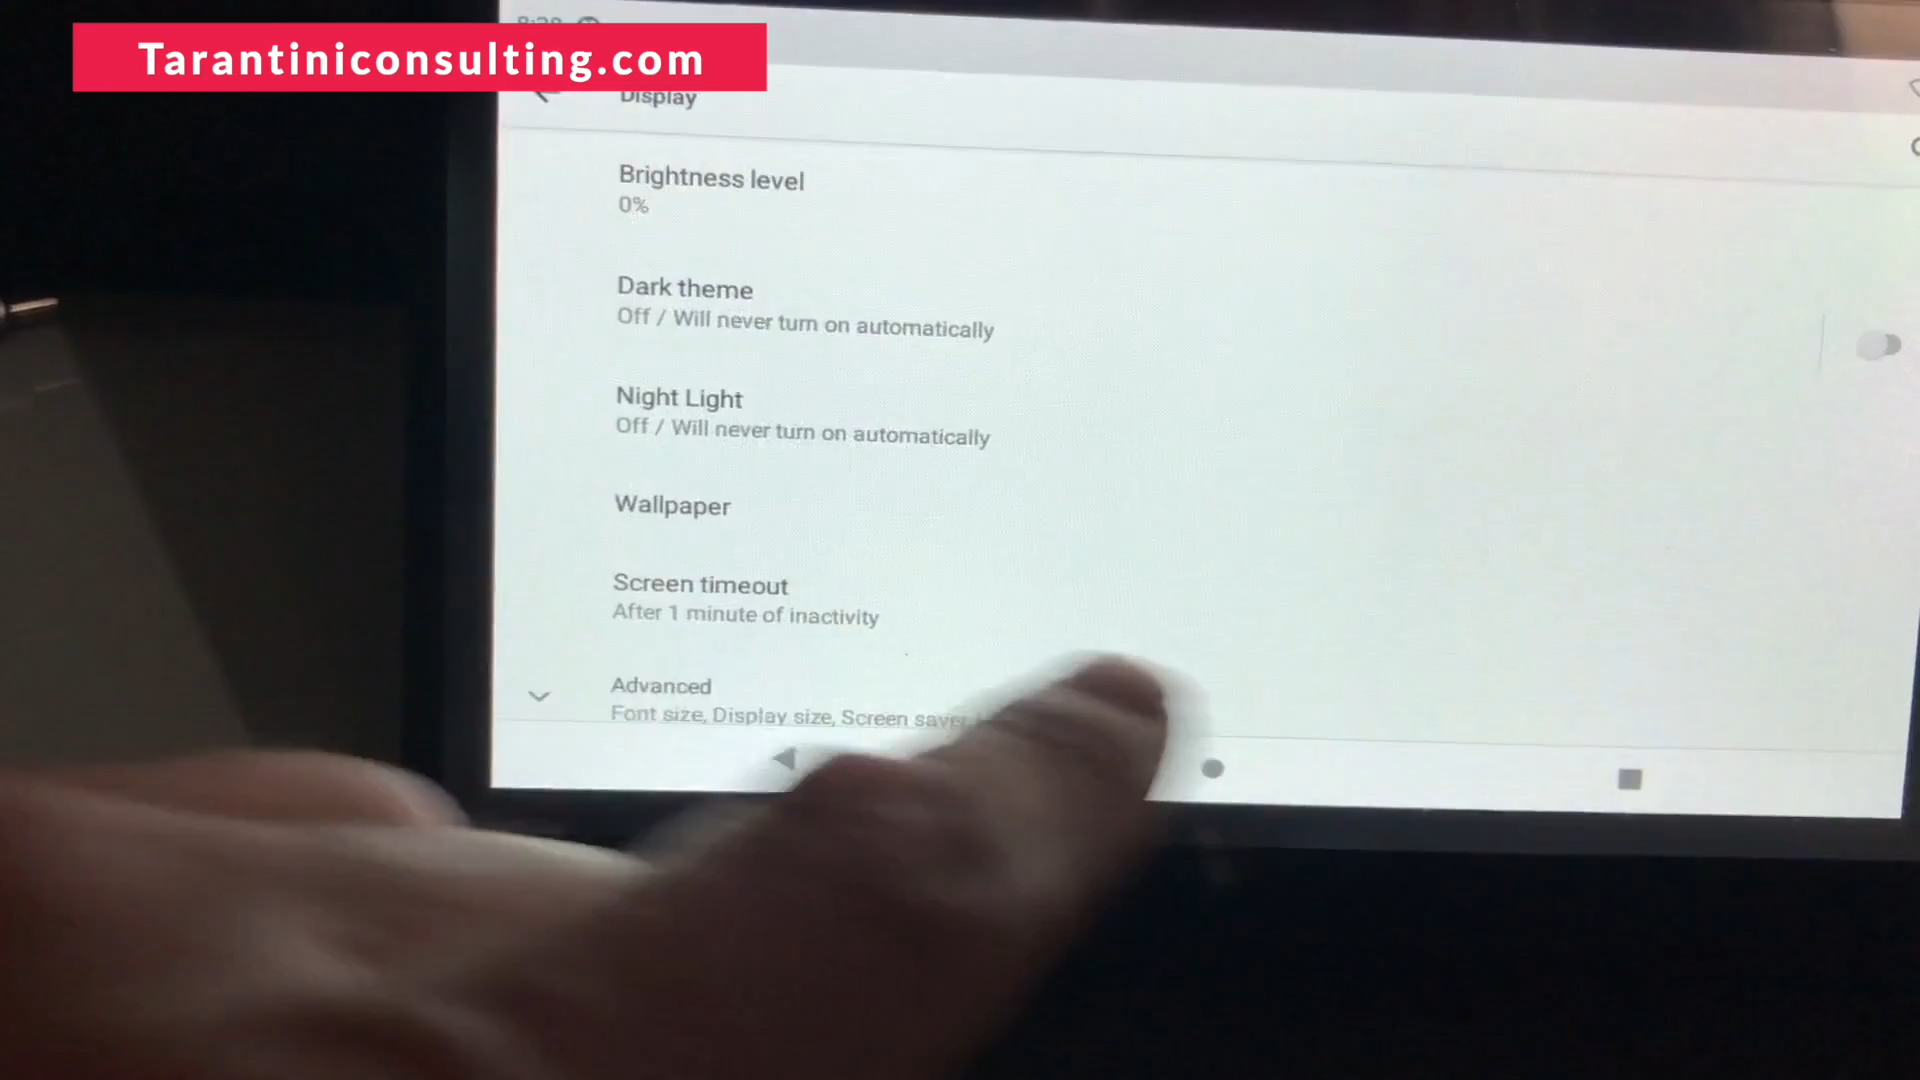 Tarantiniconsulting.com
Display
Brightness level
0%
Dark theme
Off / Will never turn on automatically
Night Light
Off / Will never turn on automatically
Wallpaper
Screen timeout
After 1 minute of inactivity
Advanced
Font size, Display size, Screen saver